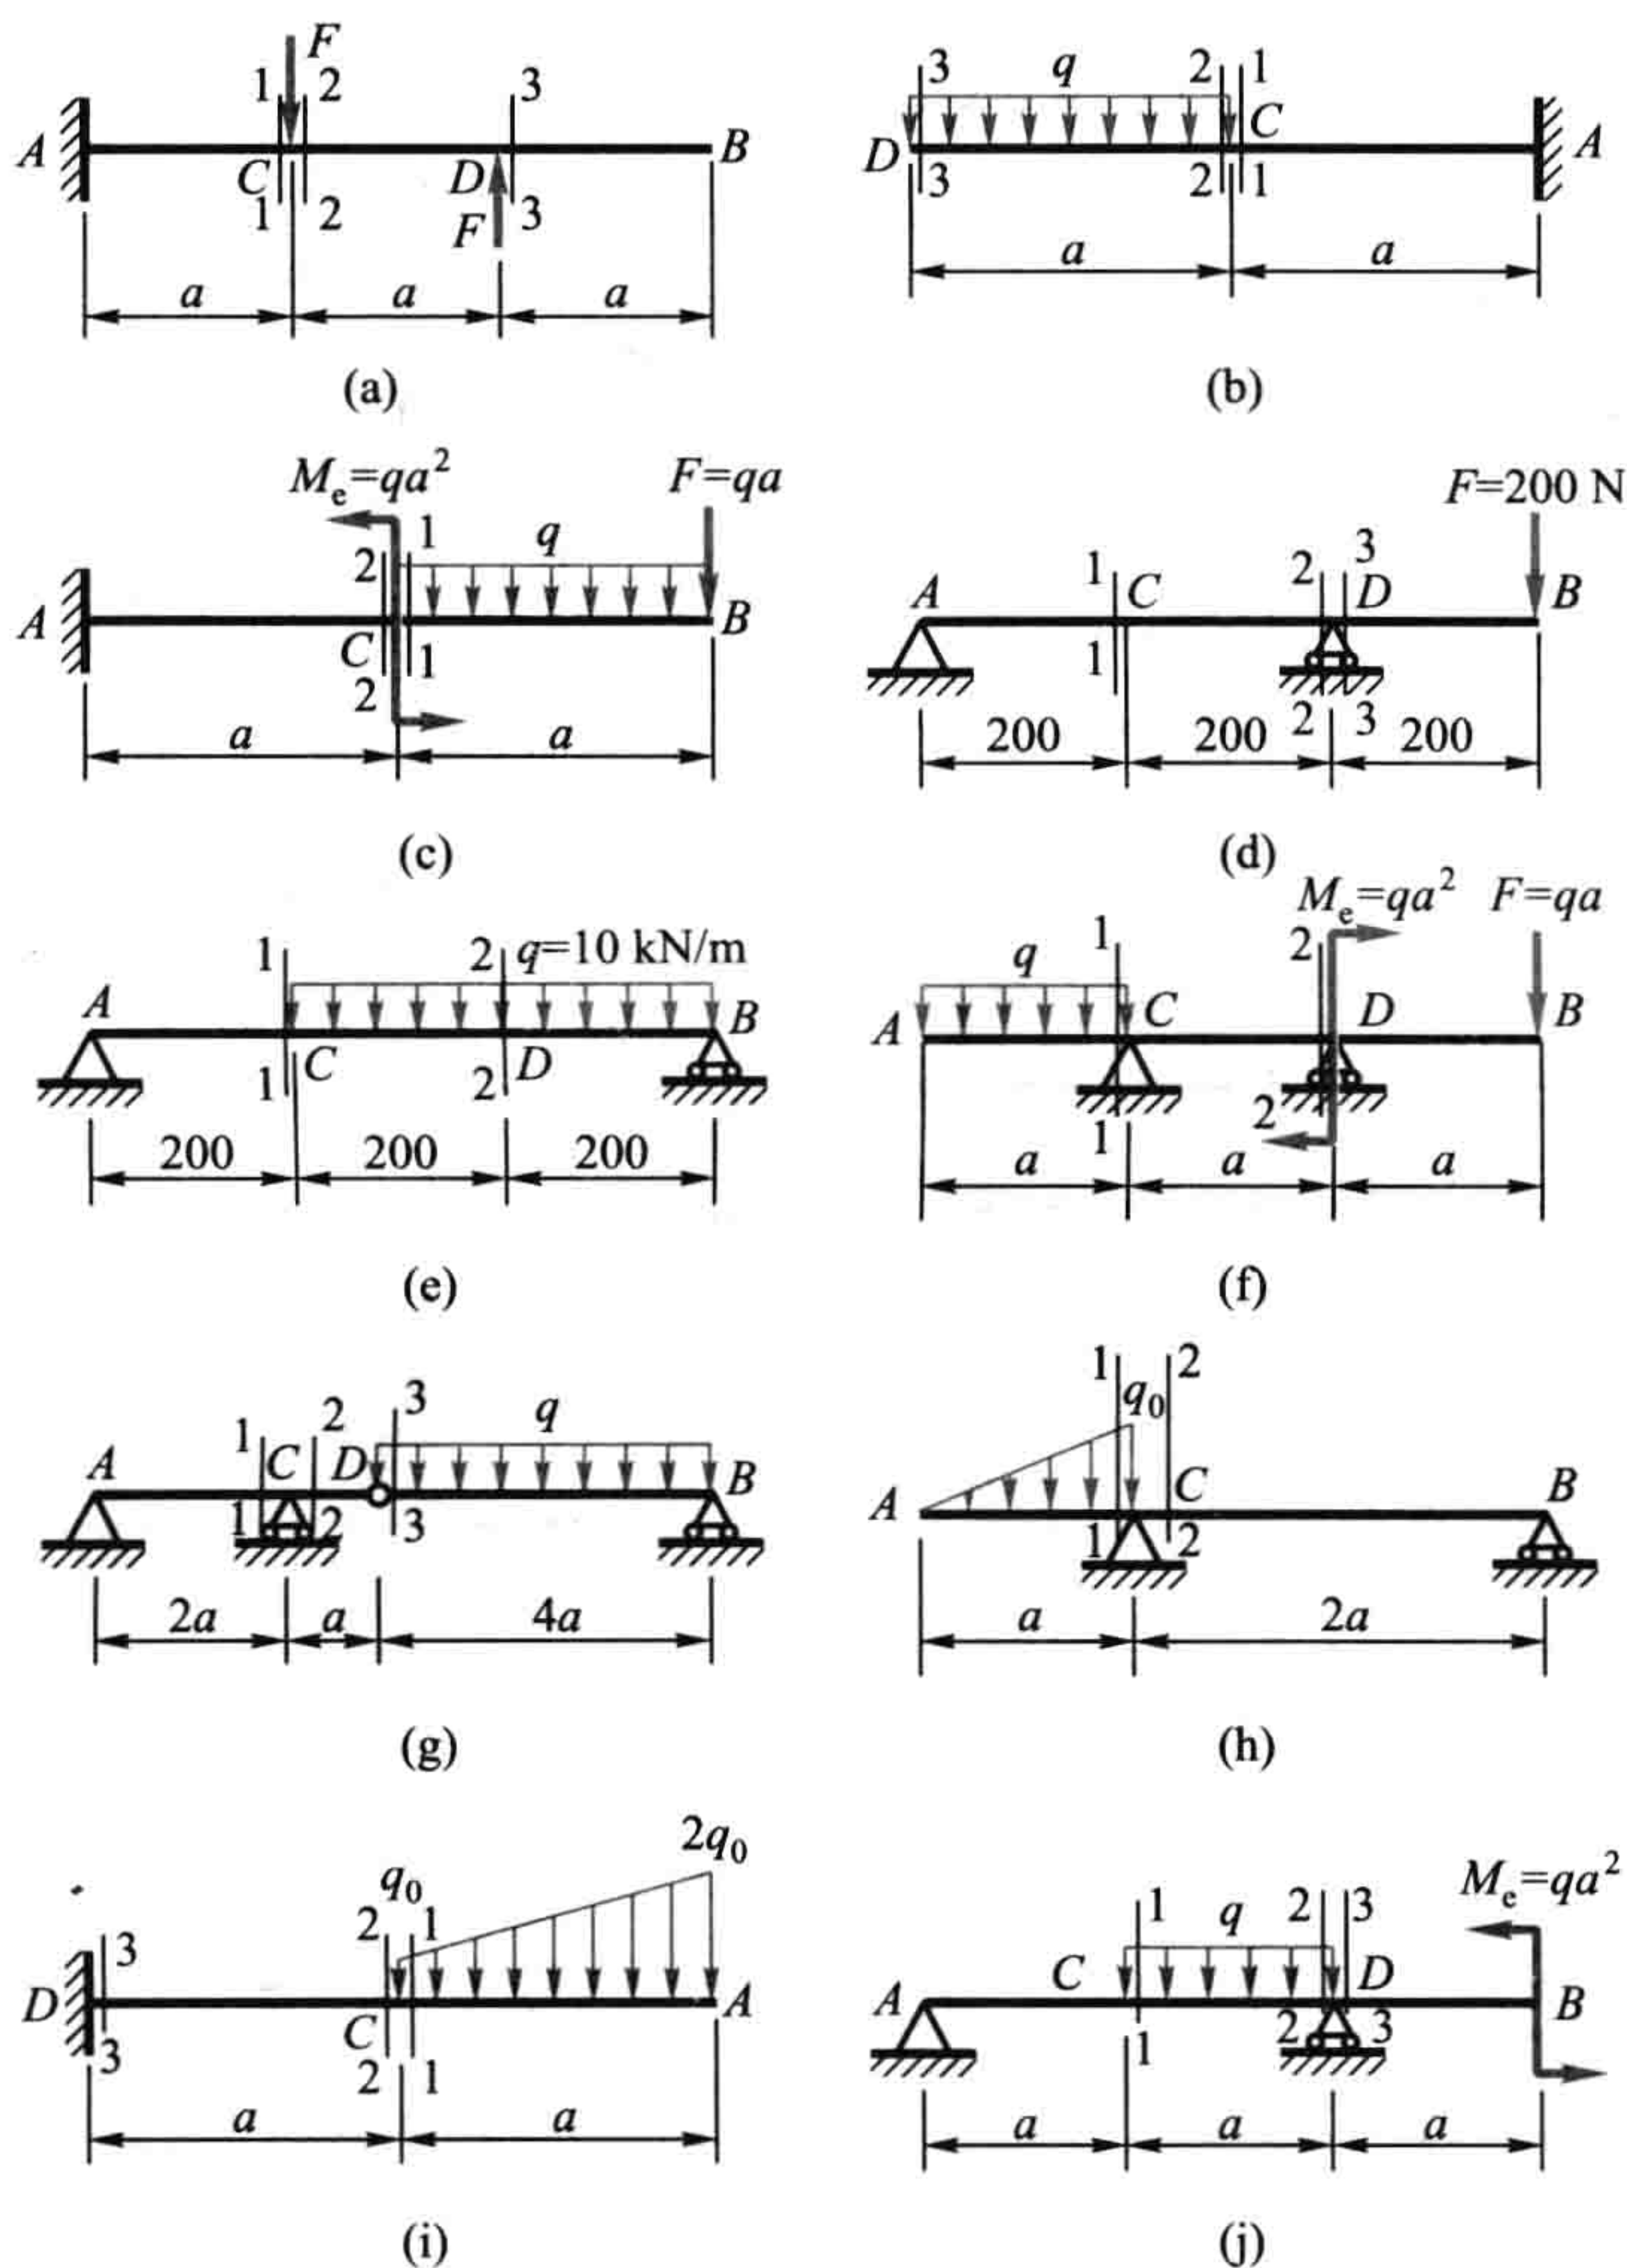 F
1 2 3
A C D B
1 2 F 3
a a a
(a)
3 q 2 1
D C A
3 2 1
a a
(b)
Mₑ=qa² F=qa
2 1 q
A B
C 1
2
a a
(c)
F=200 N
1 2 3
A C D B
1
200 200 2 3 200
(d)
1 2 q=10 kN/m
A B
1 C 2 D
200 200 200
(e)
Mₑ=qa² F=qa
q 1 2
A C D B
1 2
a a a
(f)
1 2 3 q
A C D B
1 2 3
2a a 4a
(g)
1 2
q₀
A C B
1 2
a 2a
(h)
2q₀
q₀
3 2 1
D A
3 C
2 1
a a
(i)
Mₑ=qa²
1 q 2 3
C D
A B
1 2 3
a a a
(j)